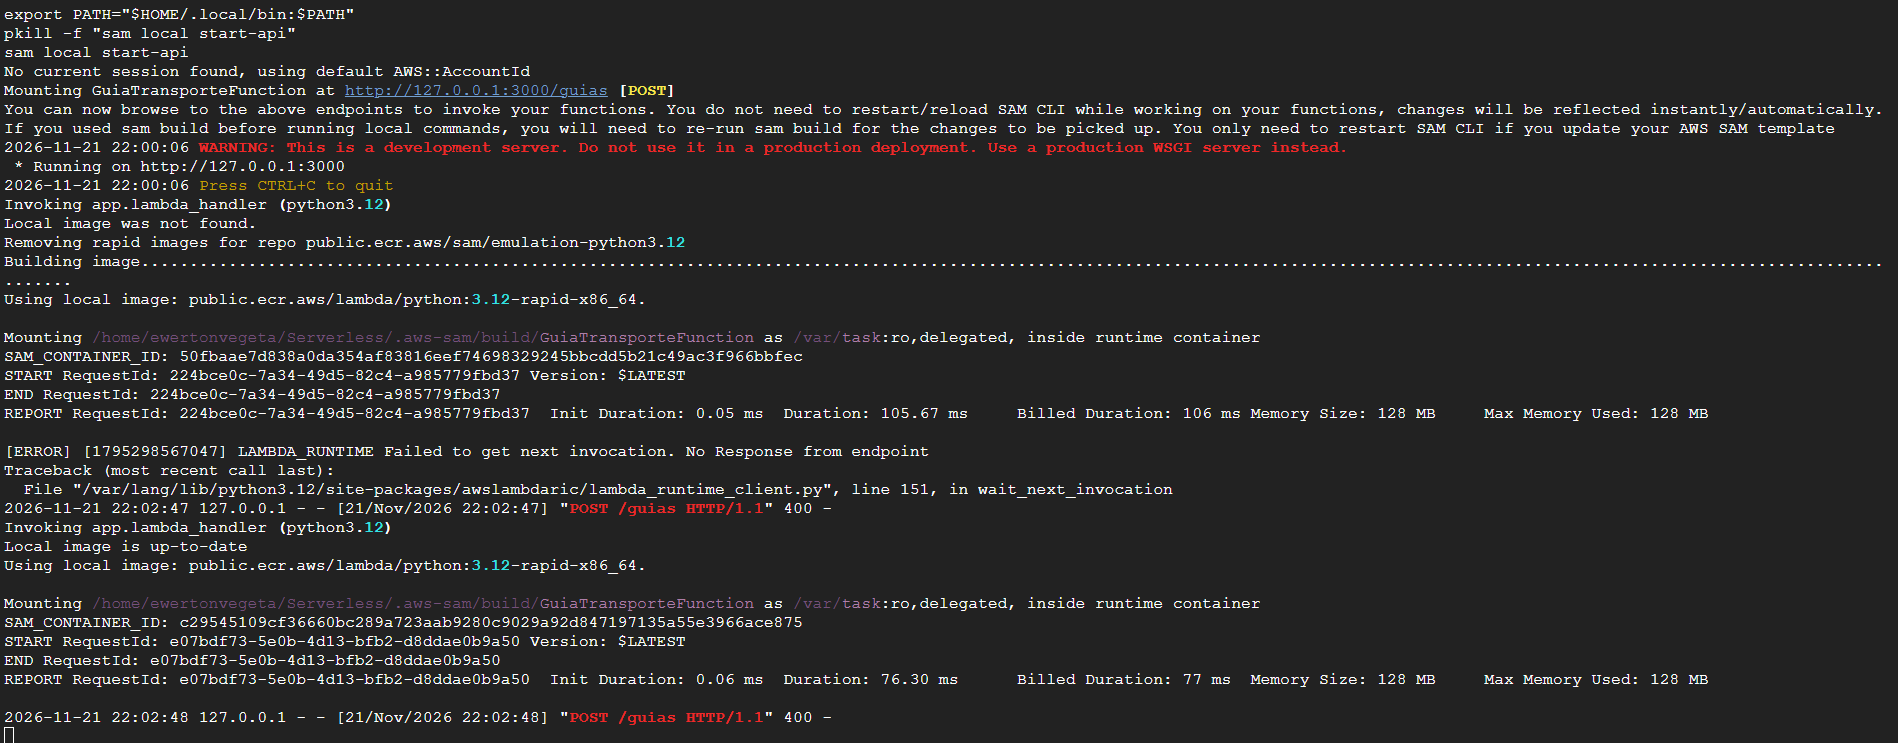 export PATH="$HOME/.local/bin:$PATH"
pkill -f "sam local start-api"
sam local start-api
No current session found, using default AWS::AccountId
Mounting GuiaTransporteFunction at http://127.0.0.1:3000/guias [POST]
You can now browse to the above endpoints to invoke your functions. You do not need to restart/reload SAM CLI while working on your functions, changes will be reflected instantly/automatically.
If you used sam build before running local commands, you will need to re-run sam build for the changes to be picked up. You only need to restart SAM CLI if you update your AWS SAM template
2026-11-21 22:00:06 WARNING: This is a development server. Do not use it in a production deployment. Use a production WSGI server instead.
 * Running on http://127.0.0.1:3000
2026-11-21 22:00:06 Press CTRL+C to quit
Invoking app.lambda_handler (python3.12)
Local image was not found.
Removing rapid images for repo public.ecr.aws/sam/emulation-python3.12
Building image...................................................................................................................................................................................
.......
Using local image: public.ecr.aws/lambda/python:3.12-rapid-x86_64.

Mounting /home/ewertonvegeta/Serverless/.aws-sam/build/GuiaTransporteFunction as /var/task:ro,delegated, inside runtime container
SAM_CONTAINER_ID: 50fbaae7d838a0da354af83816eef74698329245bbcdd5b21c49ac3f966bbfec
START RequestId: 224bce0c-7a34-49d5-82c4-a985779fbd37 Version: $LATEST
END RequestId: 224bce0c-7a34-49d5-82c4-a985779fbd37
REPORT RequestId: 224bce0c-7a34-49d5-82c4-a985779fbd37  Init Duration: 0.05 ms  Duration: 105.67 ms     Billed Duration: 106 ms Memory Size: 128 MB     Max Memory Used: 128 MB

[ERROR] [1795298567047] LAMBDA_RUNTIME Failed to get next invocation. No Response from endpoint
Traceback (most recent call last):
  File "/var/lang/lib/python3.12/site-packages/awslambdaric/lambda_runtime_client.py", line 151, in wait_next_invocation
2026-11-21 22:02:47 127.0.0.1 - - [21/Nov/2026 22:02:47] "POST /guias HTTP/1.1" 400 -
Invoking app.lambda_handler (python3.12)
Local image is up-to-date
Using local image: public.ecr.aws/lambda/python:3.12-rapid-x86_64.

Mounting /home/ewertonvegeta/Serverless/.aws-sam/build/GuiaTransporteFunction as /var/task:ro,delegated, inside runtime container
SAM_CONTAINER_ID: c29545109cf36660bc289a723aab9280c9029a92d847197135a55e3966ace875
START RequestId: e07bdf73-5e0b-4d13-bfb2-d8ddae0b9a50 Version: $LATEST
END RequestId: e07bdf73-5e0b-4d13-bfb2-d8ddae0b9a50
REPORT RequestId: e07bdf73-5e0b-4d13-bfb2-d8ddae0b9a50  Init Duration: 0.06 ms  Duration: 76.30 ms      Billed Duration: 77 ms  Memory Size: 128 MB     Max Memory Used: 128 MB

2026-11-21 22:02:48 127.0.0.1 - - [21/Nov/2026 22:02:48] "POST /guias HTTP/1.1" 400 -